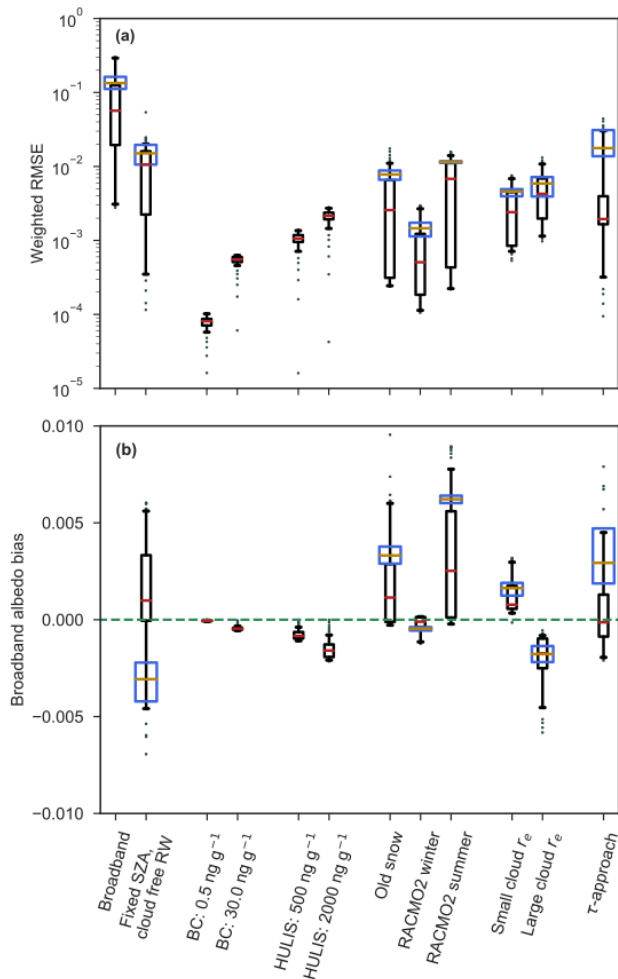 (a)
Weighted RMSE
10⁰
10⁻¹
10⁻²
10⁻³
10⁻⁴
10⁻⁵
(b)
Broadband albedo bias
0.010
0.005
0.000
−0.005
−0.010
Broadband
Fixed SZA,
cloud free RW
BC: 0.5 ng g⁻¹
BC: 30.0 ng g⁻¹
HULIS: 500 ng g⁻¹
HULIS: 2000 ng g⁻¹
Old snow
RACMO2 winter
RACMO2 summer
Small cloud rₑ
Large cloud rₑ
τ-approach